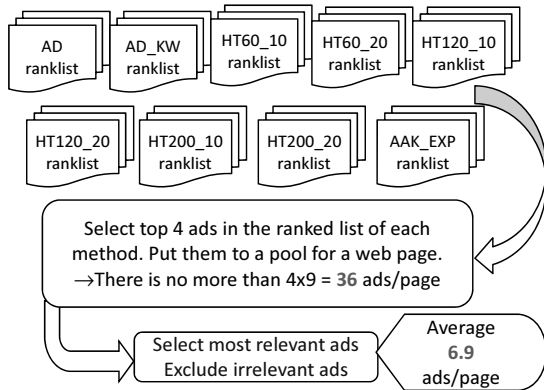 AD
ranklist
AD_KW
ranklist
HT60_10
ranklist
HT60_20
ranklist
HT120_10
ranklist
HT120_20
ranklist
HT200_10
ranklist
HT200_20
ranklist
AAK_EXP
ranklist
Select top 4 ads in the ranked list of each
method. Put them to a pool for a web page.
→There is no more than 4x9 = 36 ads/page
Select most relevant ads
Exclude irrelevant ads
Average
6.9
ads/page